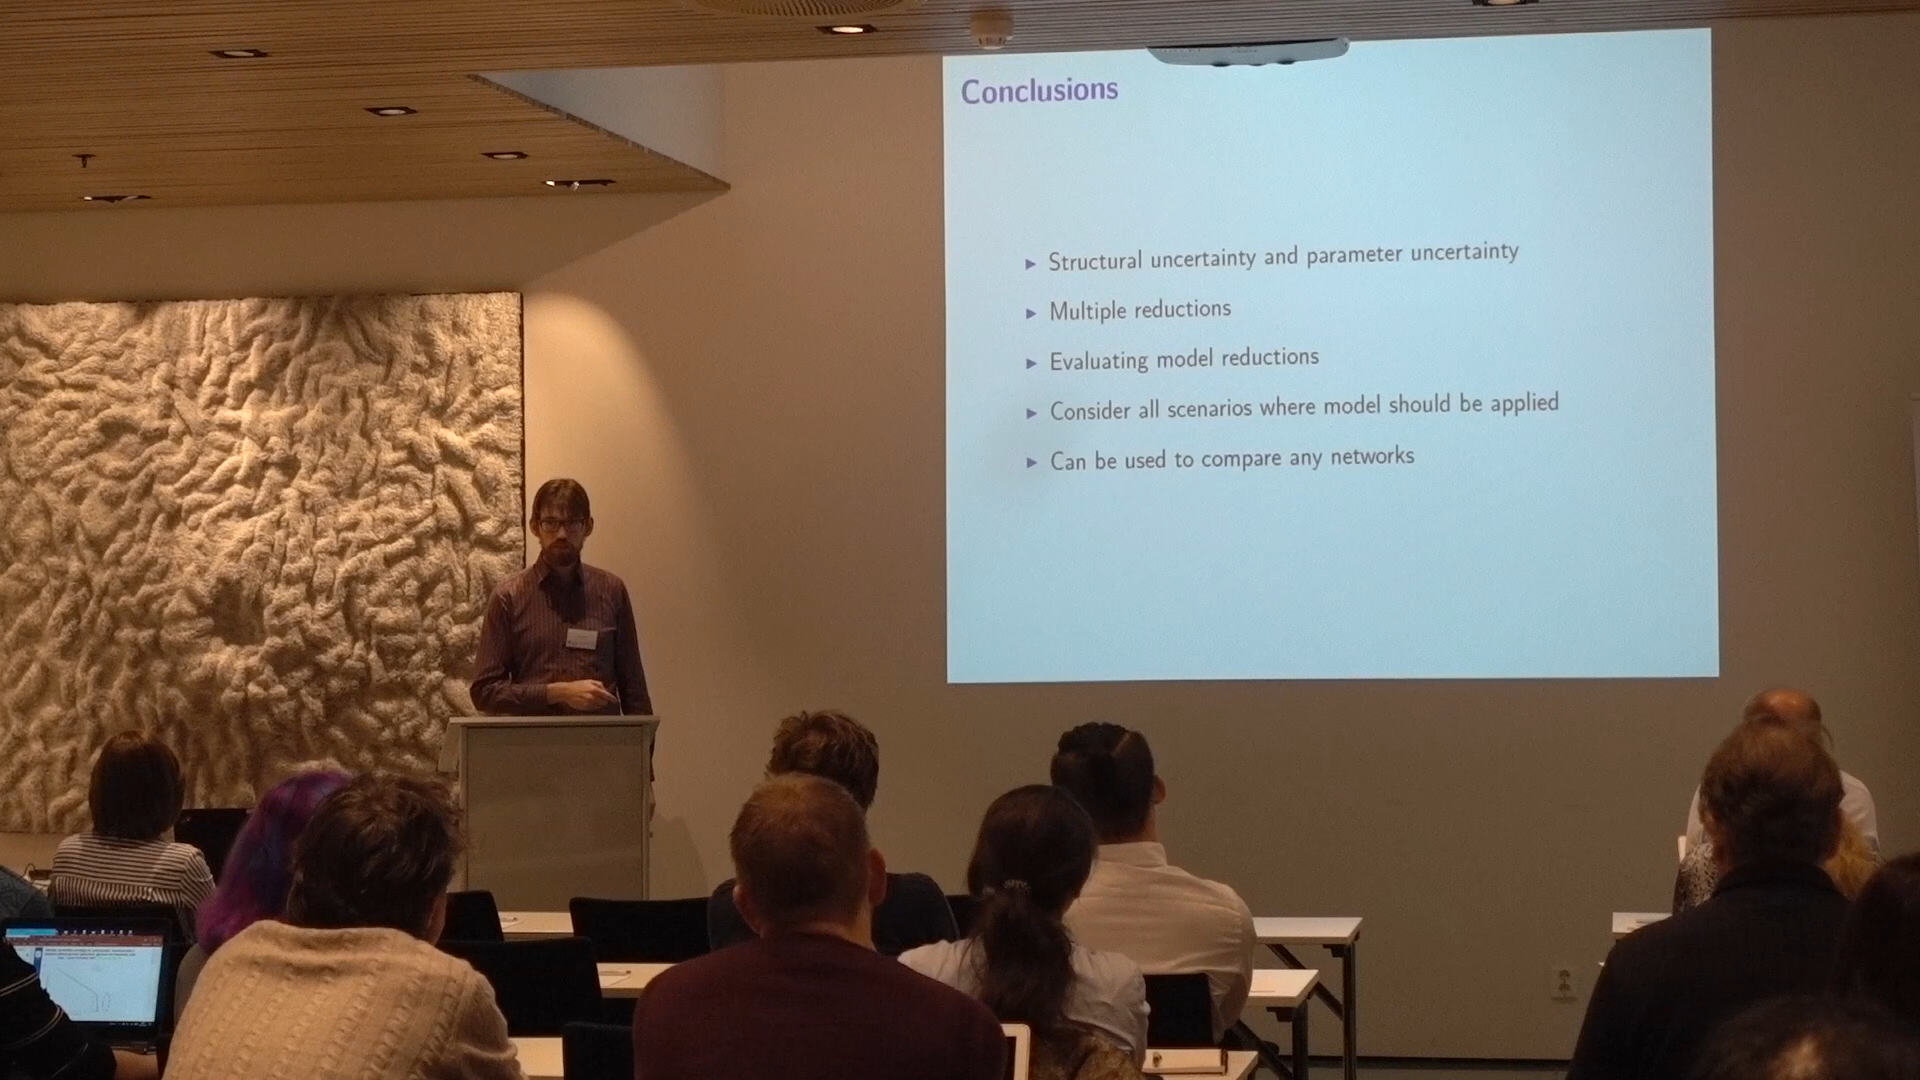 Conclusions
Structural uncertainty and parameter uncertainty
Multiple reductions
Evaluating model reductions
Consider all scenarios where model should be applied
Can be used to compare any networks